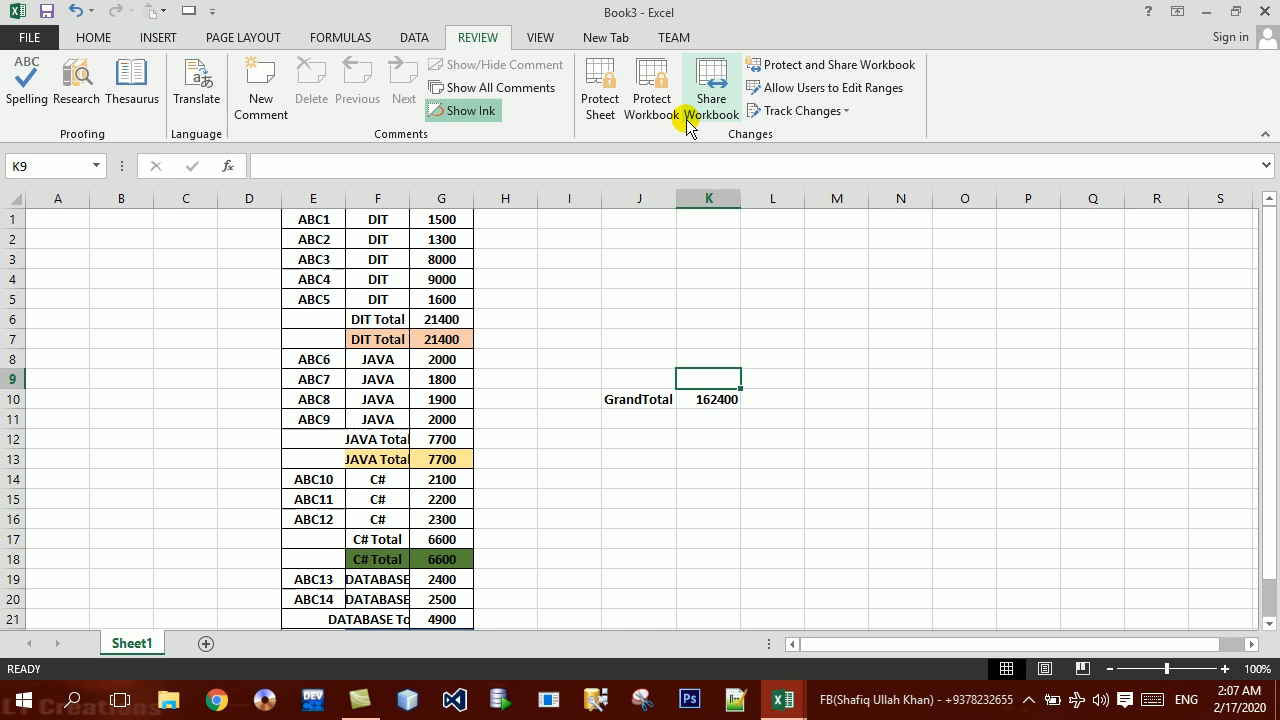 Book3 - Excel
FILE HOME INSERT PAGE LAYOUT FORMULAS DATA REVIEW VIEW New Tab TEAM Sign in
ABC
Spelling Research Thesaurus
Proofing
Translate
Language
New Comment
Delete Previous Next
Show/Hide Comment
Show All Comments
Show Ink
Comments
Protect Sheet
Protect Workbook
Share Workbook
Protect and Share Workbook
Allow Users to Edit Ranges
Track Changes
Changes
K9 fx
A B C D E F G H I J K L M N O P Q R S
1 ABC1 DIT 1500
2 ABC2 DIT 1300
3 ABC3 DIT 8000
4 ABC4 DIT 9000
5 ABC5 DIT 1600
6 DIT Total 21400
7 DIT Total 21400
8 ABC6 JAVA 2000
9 ABC7 JAVA 1800
10 ABC8 JAVA 1900 GrandTotal 162400
11 ABC9 JAVA 2000
12 JAVA Total 7700
13 JAVA Total 7700
14 ABC10 C# 2100
15 ABC11 C# 2200
16 ABC12 C# 2300
17 C# Total 6600
18 C# Total 6600
19 ABC13 DATABASE 2400
20 ABC14 DATABASE 2500
21 DATABASE To 4900
Sheet1
READY 100%
LT Creations
DEV
Ps
FB(Shafiq Ullah Khan) - +9378232655 ENG
2:07 AM
2/17/2020